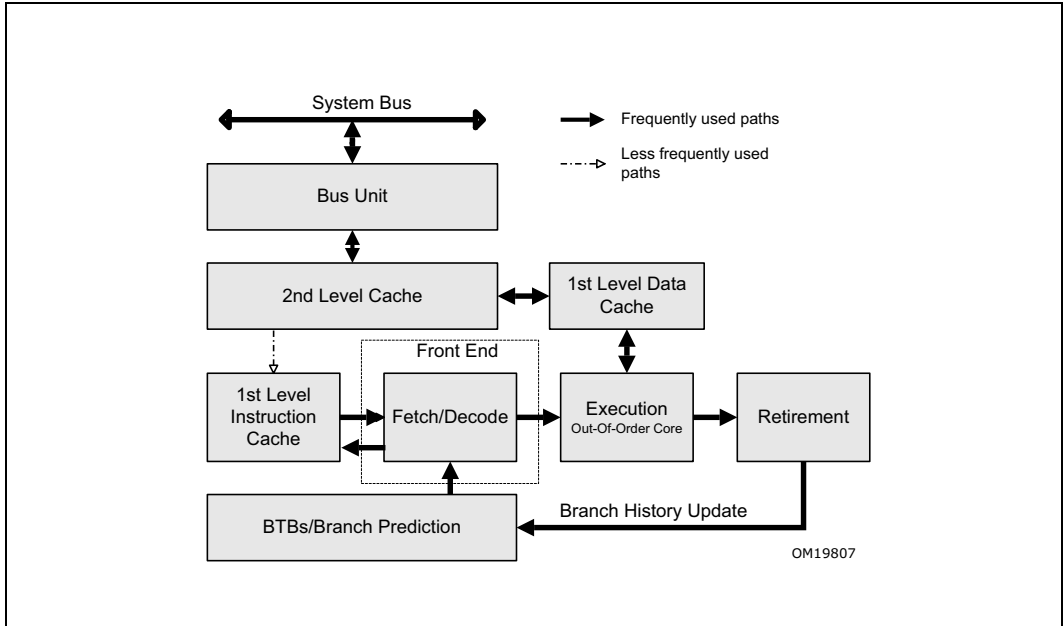 System Bus
Frequently used paths
Less frequently used
paths
Bus Unit
2nd Level Cache
1st Level Data
Cache
Front End
1st Level
Instruction
Cache
Fetch/Decode
Execution
Out-Of-Order Core
Retirement
BTBs/Branch Prediction
Branch History Update
OM19807